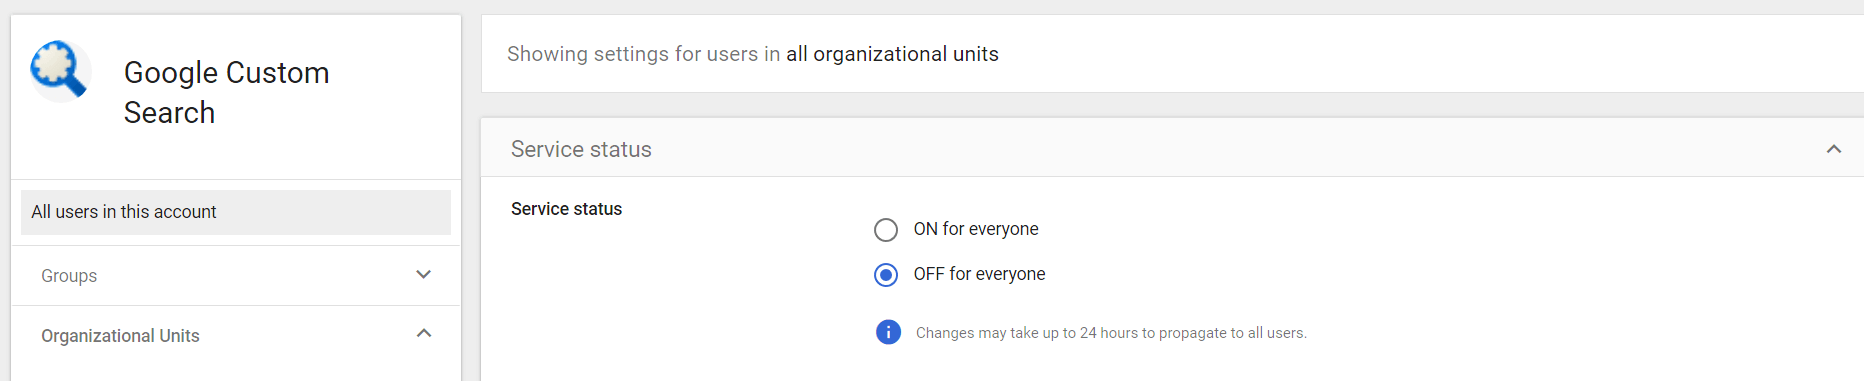 Google Custom
Search
All users in this account
Groups
Organizational Units
Showing settings for users in all organizational units
Service status
Service status
ON for everyone
OFF for everyone
Changes may take up to 24 hours to propagate to all users.